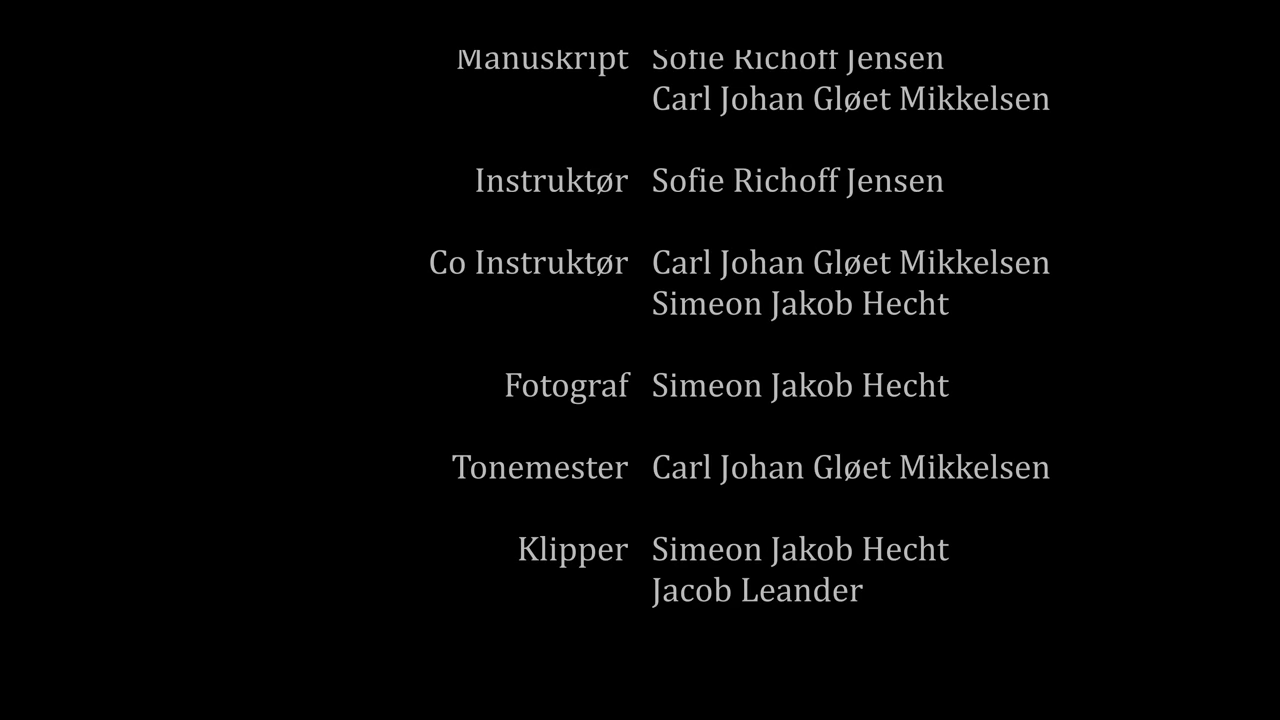 Manuskript Sofie Richoff Jensen
Carl Johan Gløet Mikkelsen
Instruktør Sofie Richoff Jensen
Co Instruktør Carl Johan Gløet Mikkelsen
Simeon Jakob Hecht
Fotograf Simeon Jakob Hecht
Tonemester Carl Johan Gløet Mikkelsen
Klipper Simeon Jakob Hecht
Jacob Leander